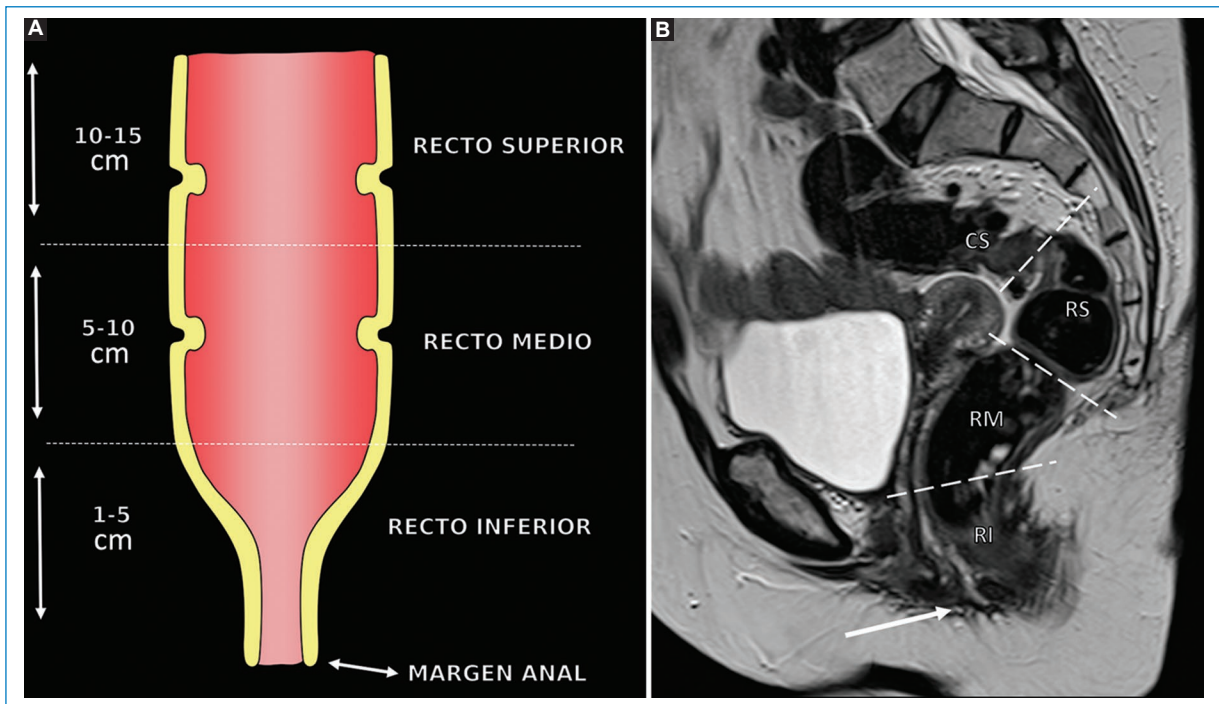 A
10-15
cm
RECTO SUPERIOR
5-10
cm
RECTO MEDIO
1-5
cm
RECTO INFERIOR
MARGEN ANAL
B
CS
RS
RM
RI